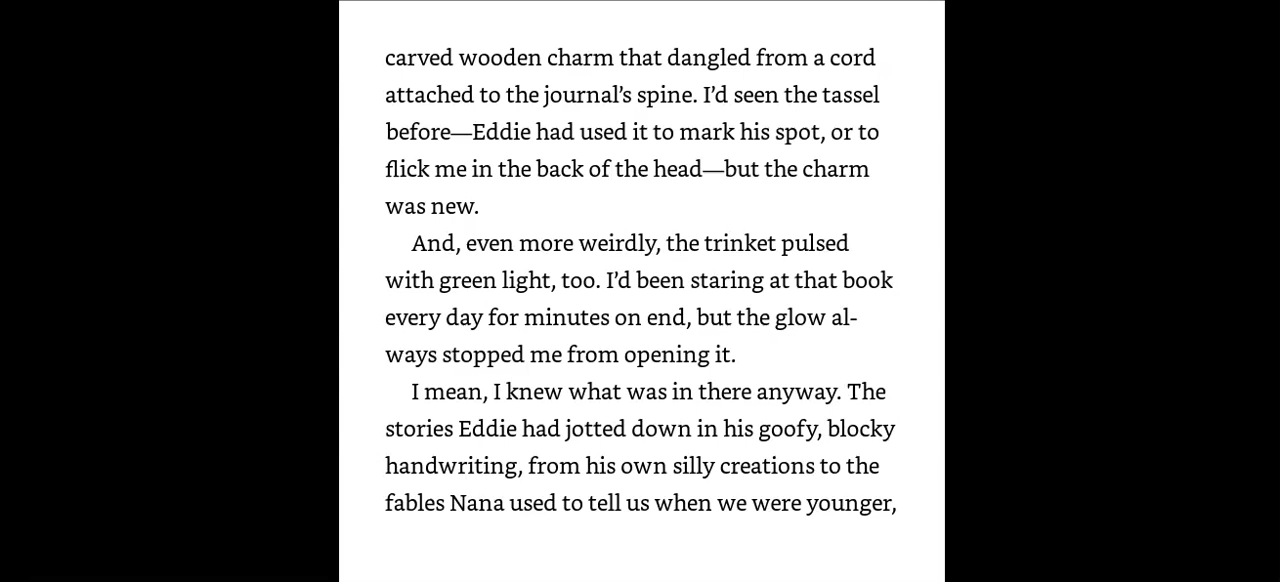 carved wooden charm that dangled from a cord
attached to the journal’s spine. I’d seen the tassel
before—Eddie had used it to mark his spot, or to
flick me in the back of the head—but the charm
was new.
And, even more weirdly, the trinket pulsed
with green light, too. I’d been staring at that book
every day for minutes on end, but the glow al-
ways stopped me from opening it.
I mean, I knew what was in there anyway. The
stories Eddie had jotted down in his goofy, blocky
handwriting, from his own silly creations to the
fables Nana used to tell us when we were younger,